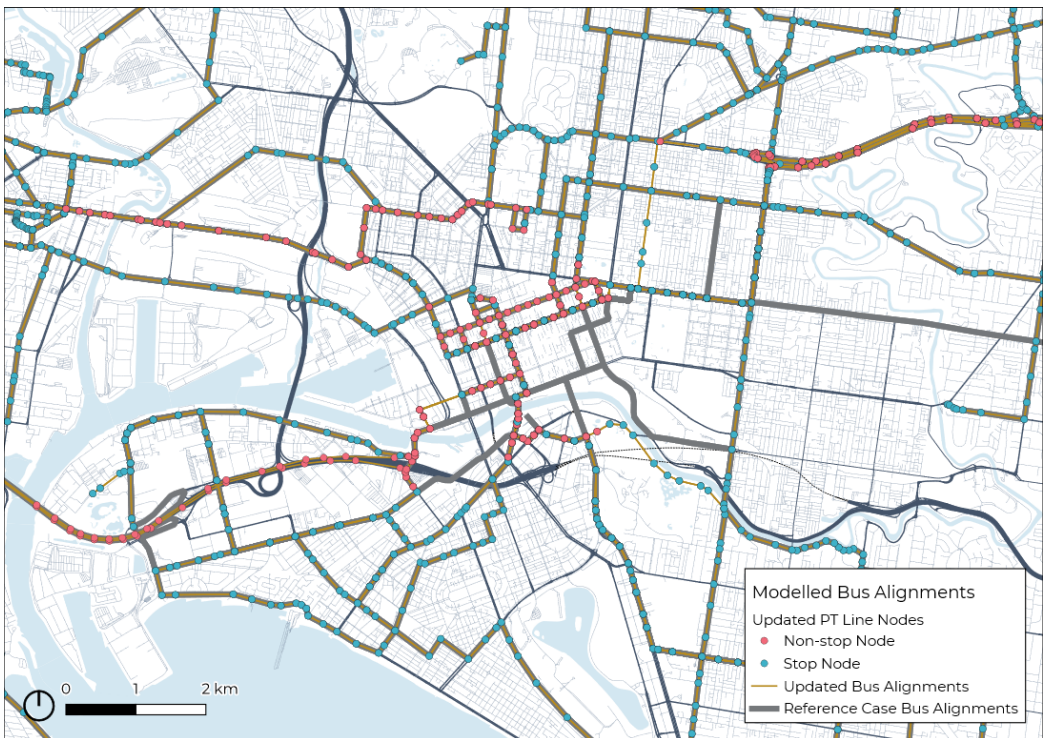 Modelled Bus Alignments
Updated PT Line Nodes
Non-stop Node
Stop Node
Updated Bus Alignments
Reference Case Bus Alignments
0 1 2 km